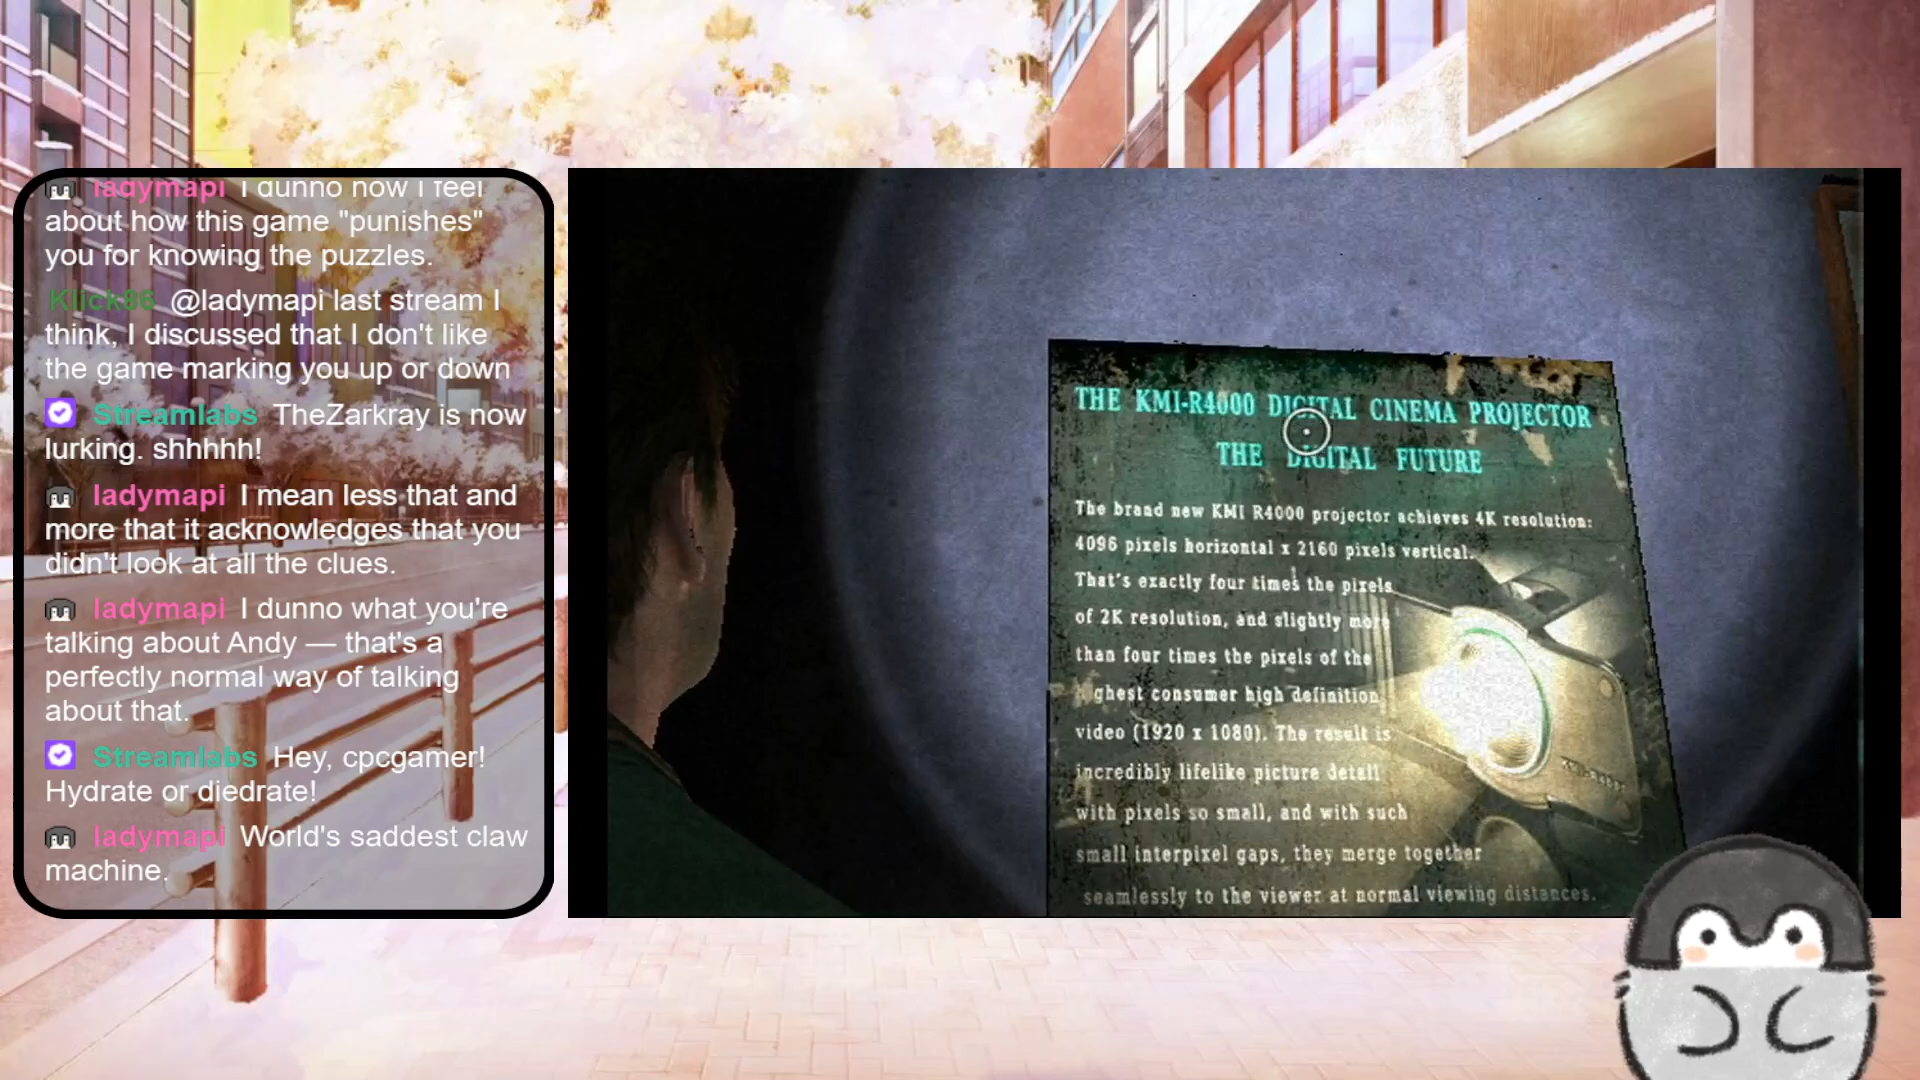 ladymapi I dunno how I feel
about how this game "punishes"
you for knowing the puzzles.
Klick86 @ladymapi last stream I
think, I discussed that I don't like
the game marking you up or down
Streamlabs TheZarkray is now
lurking. shhhhh!
ladymapi I mean less that and
more that it acknowledges that you
didn't look at all the clues.
ladymapi I dunno what you're
talking about Andy — that's a
perfectly normal way of talking
about that.
Streamlabs Hey, cpcgamer!
Hydrate or diedrate!
ladymapi World's saddest claw
machine.
THE KMI-R4000 DIGITAL CINEMA PROJECTOR
THE DIGITAL FUTURE
The brand new KMI R4000 projector achieves 4K resolution:
4096 pixels horizontal x 2160 pixels vertical.
That's exactly four times the pixels
of 2K resolution, and slightly more
than four times the pixels of the
highest consumer high definition
video (1920 x 1080). The result is
incredibly lifelike picture detail
with pixels so small, and with such
small interpixel gaps, they merge together
seamlessly to the viewer at normal viewing distances.